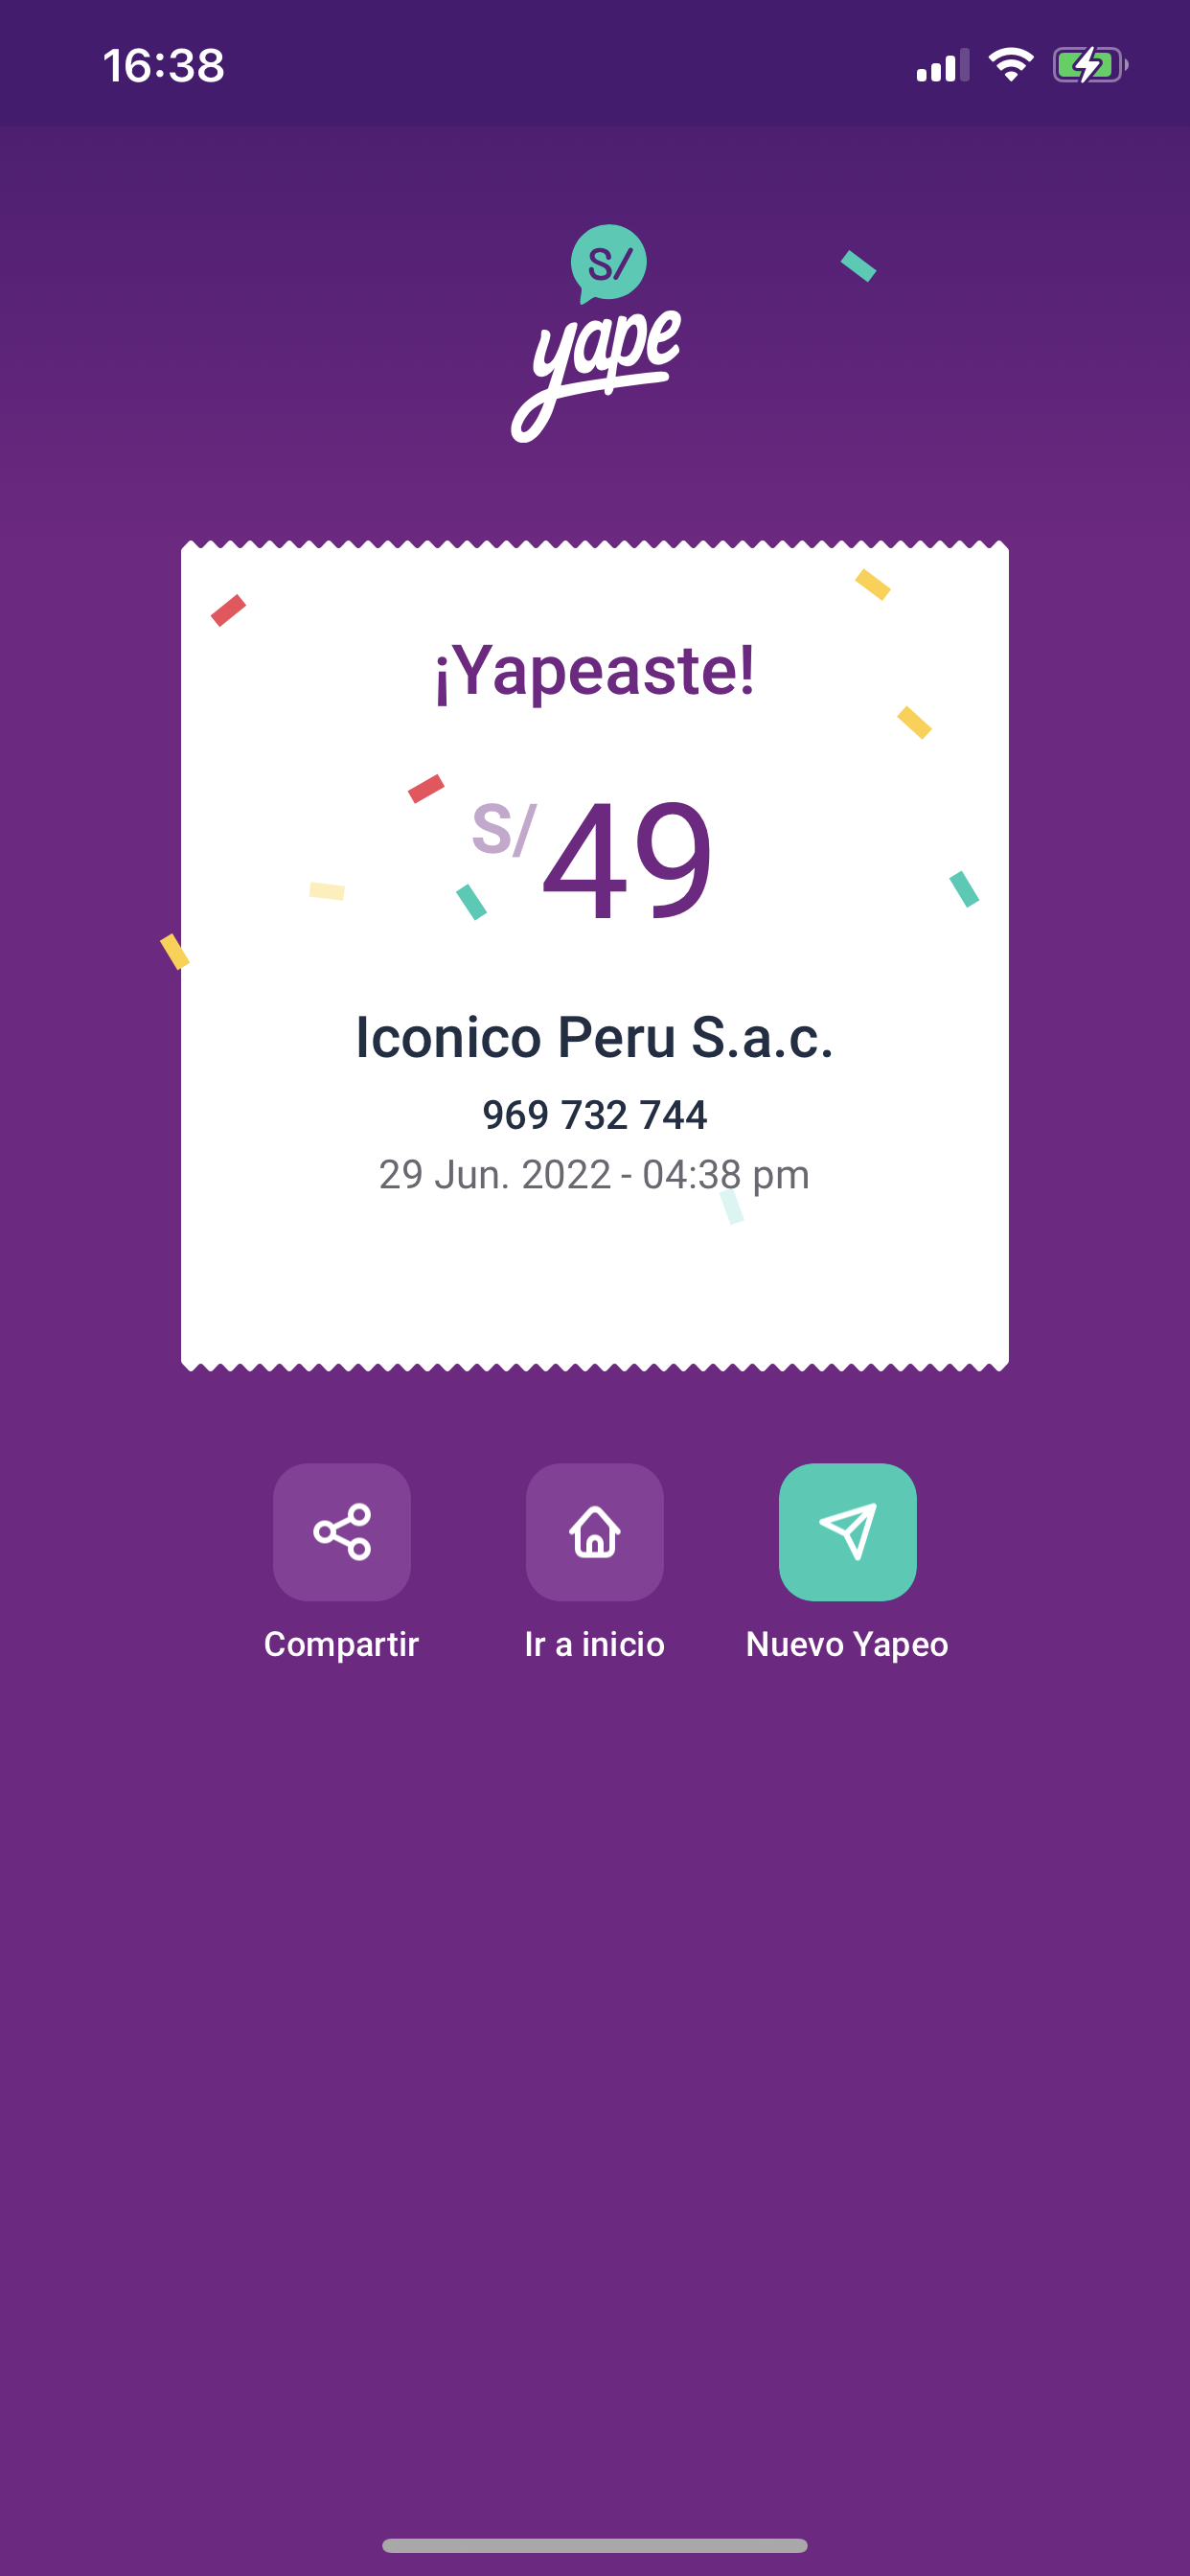 16:38
S/
yape
¡Yapeaste!
S/49
Iconico Peru S.a.c.
969 732 744
29 Jun. 2022 - 04:38 pm
Compartir
Ir a inicio
Nuevo Yapeo